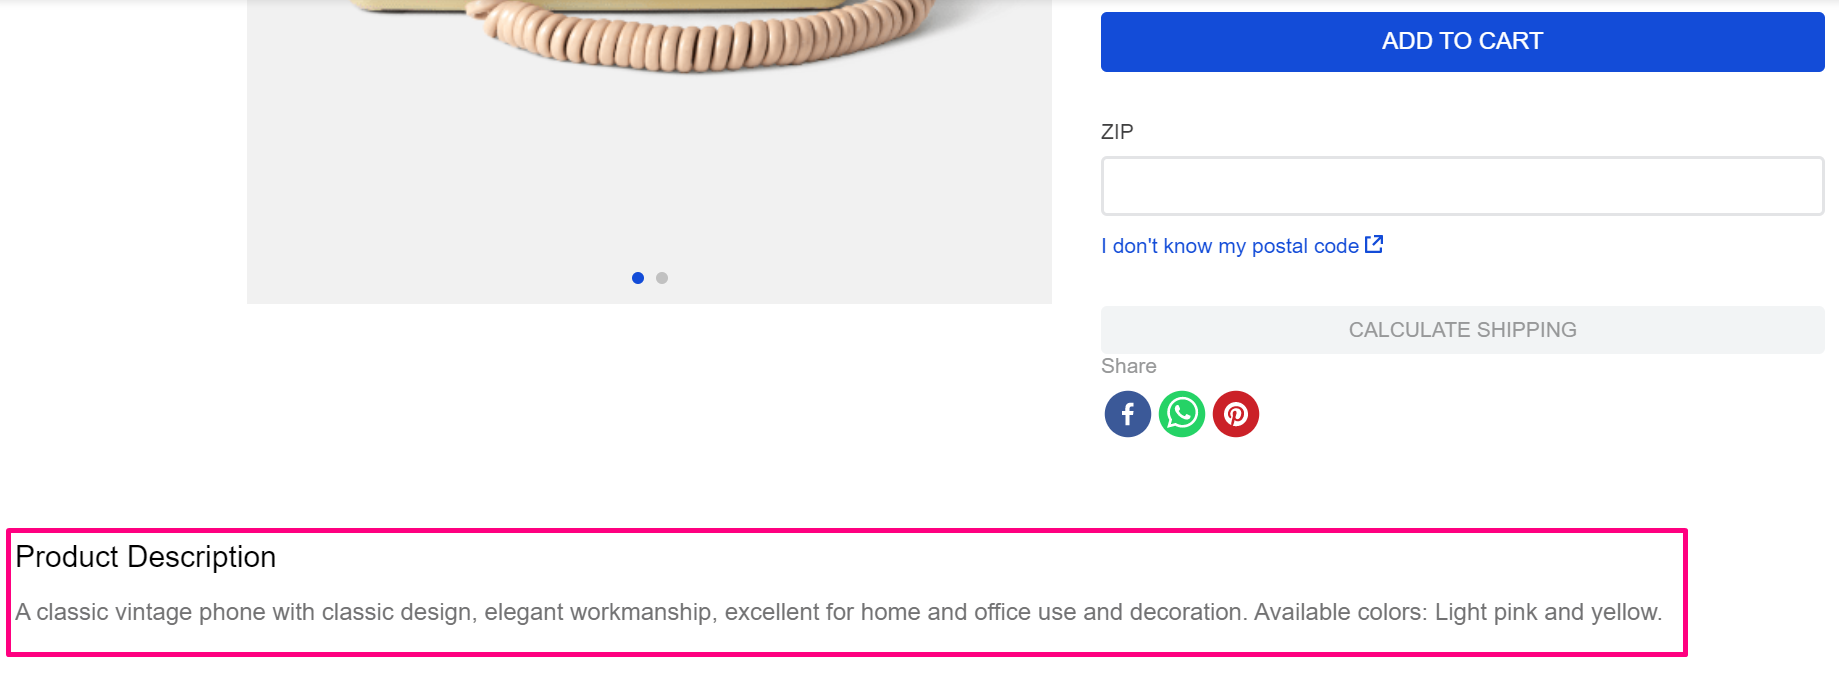 ADD TO CART
ZIP
I don't know my postal code
CALCULATE SHIPPING
Share
Product Description
A classic vintage phone with classic design, elegant workmanship, excellent for home and office use and decoration. Available colors: Light pink and yellow.